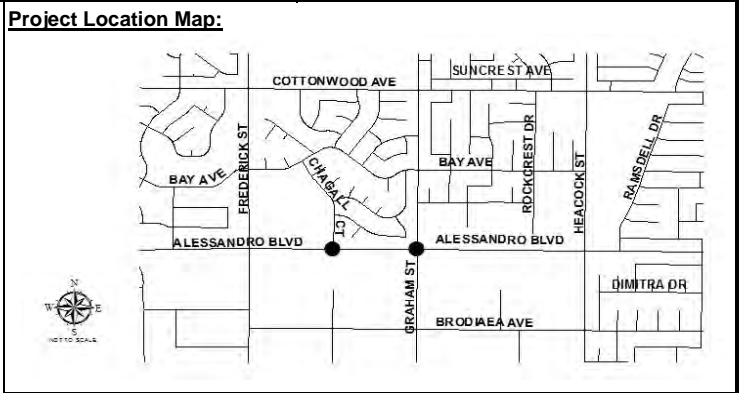 Project Location Map:
SUNCREST AVE
COTTONWOOD AVE
FREDERICK ST
CHAGALL CT
BAY AVE
BAY AVE
ROCKCREST DR
HEACOCK ST
RAMSDELL DR
ALESSANDRO BLVD
ALESSANDRO BLVD
GRAHAM ST
DIMITRA DR
BRODIAEA AVE
N
W E
S
NOT TO SCALE